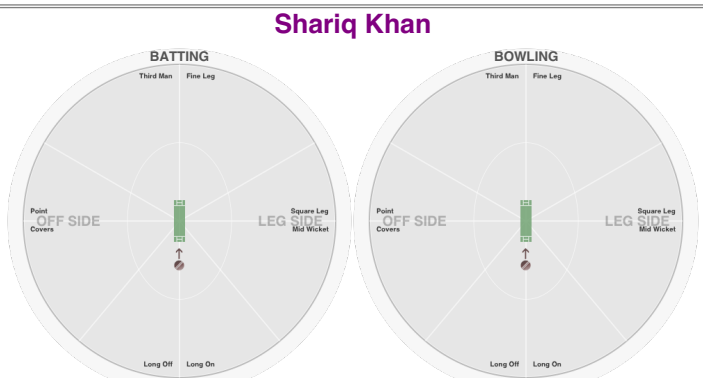 Shariq Khan
BATTING
Third Man Fine Leg
Point
OFF SIDE
Covers
Square Leg
LEG SIDE
Mid Wicket
Long Off Long On
BOWLING
Third Man Fine Leg
Point
OFF SIDE
Covers
Square Leg
LEG SIDE
Mid Wicket
Long Off Long On